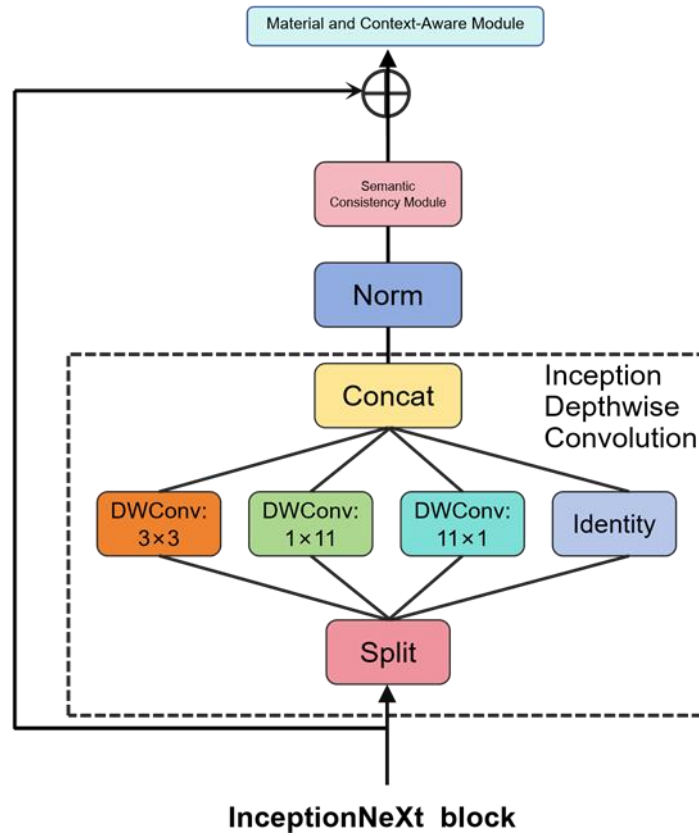 Material and Context-Aware Module
Semantic
Consistency Module
Norm
Concat
Inception
Depthwise
Convolution
DWConv:
3×3
DWConv:
1×11
DWConv:
11×1
Identity
Split
InceptionNeXt block